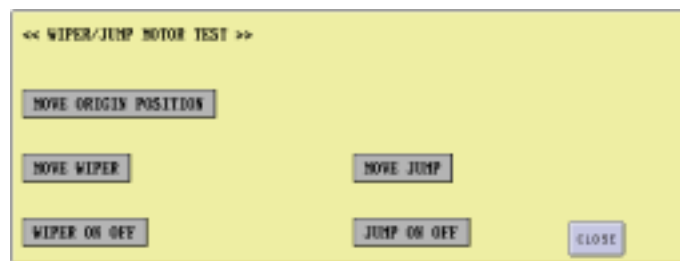 << WIPER/JUMP MOTOR TEST >>
MOVE ORIGIN POSITION
MOVE WIPER
MOVE JUMP
WIPER ON OFF
JUMP ON OFF
CLOSE